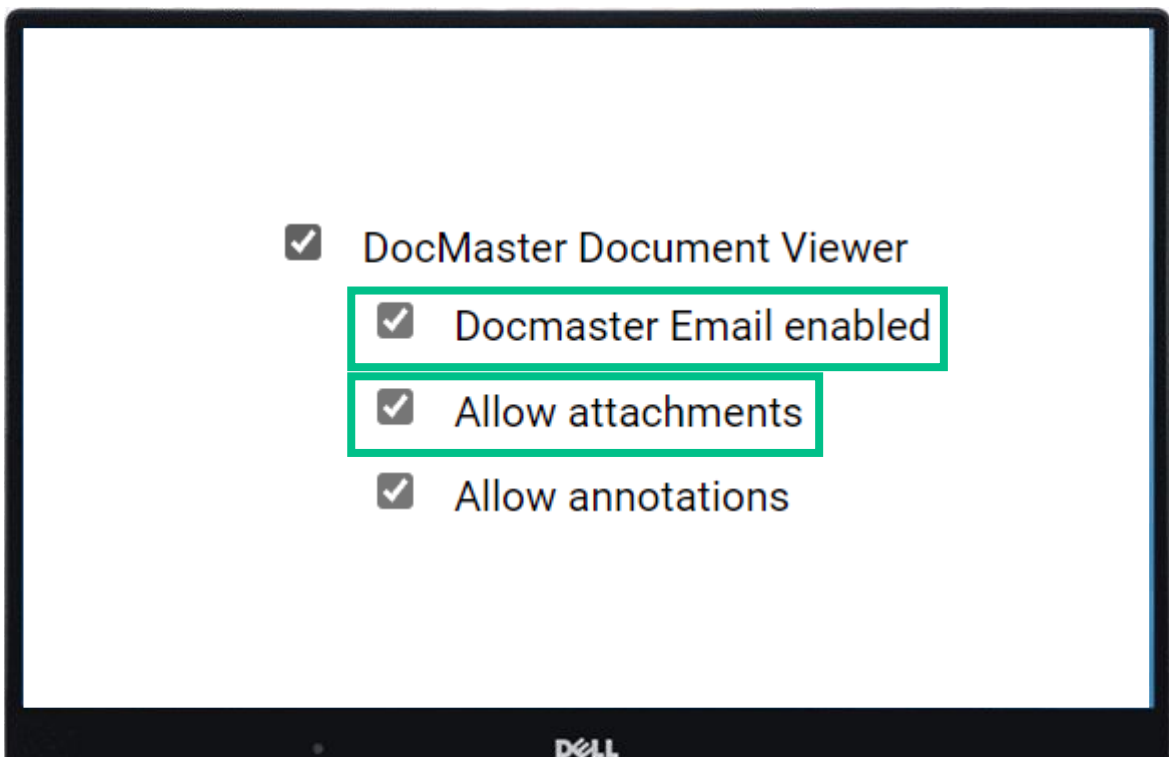 DocMaster Document Viewer
Docmaster Email enabled
Allow attachments
Allow annotations
DELL